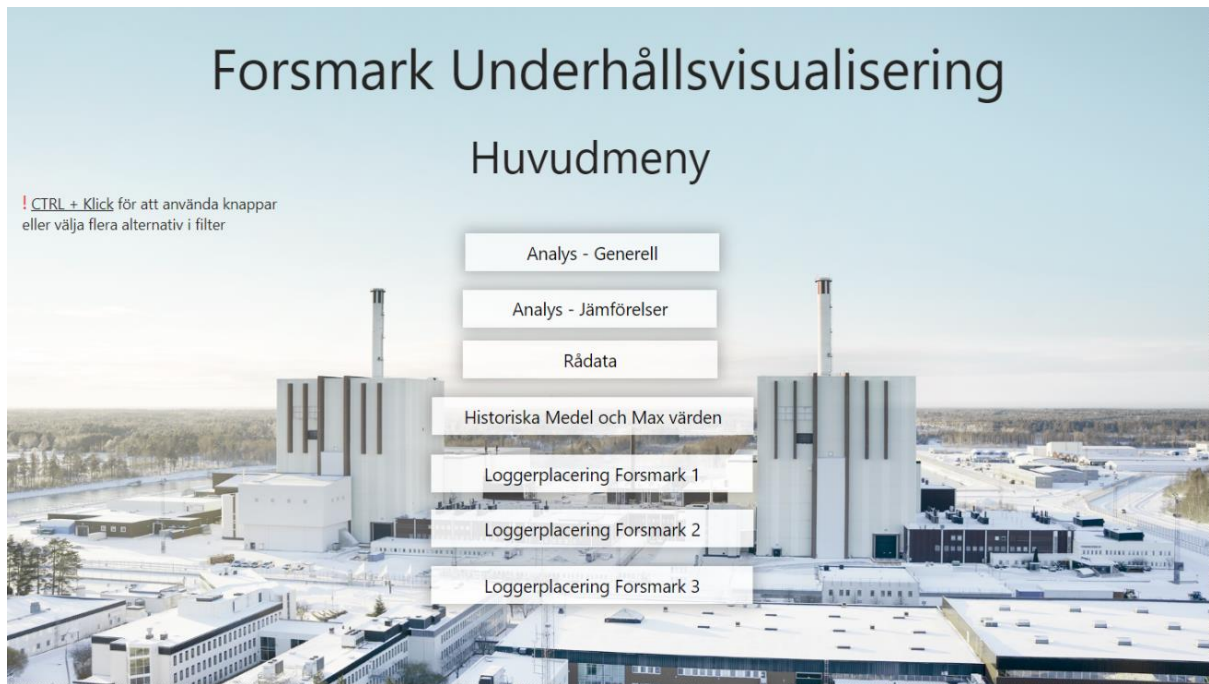 Forsmark Underhållsvisualisering
Huvudmeny
! CTRL + Klick för att använda knappar
eller välja flera alternativ i filter
Analys - Generell
Analys - Jämförelser
Rådata
Historiska Medel och Max värden
Loggerplacering Forsmark 1
Loggerplacering Forsmark 2
Loggerplacering Forsmark 3